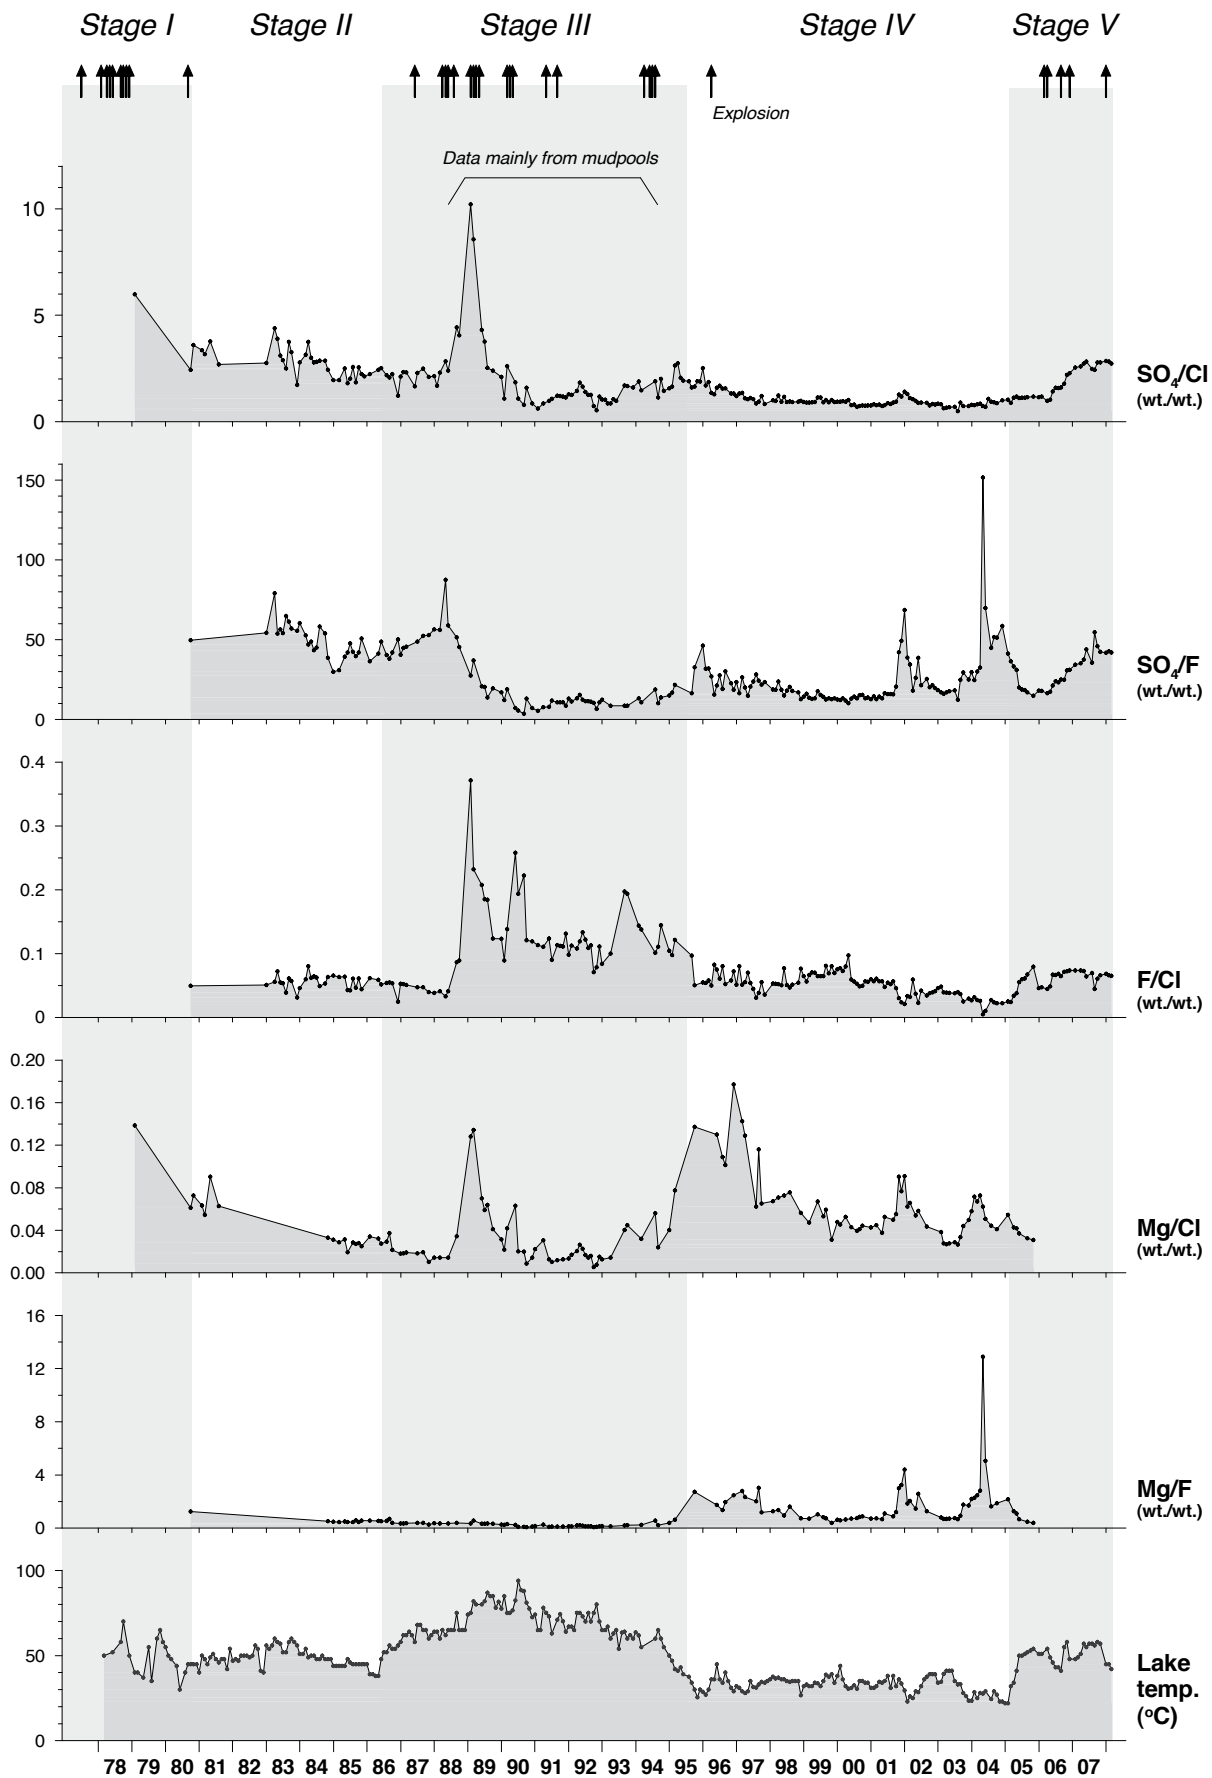 Stage I Stage II Stage III Stage IV Stage V
Explosion
Data mainly from mudpools
10
5
0
SO4/Cl
(wt./wt.)
150
100
50
0
SO4/F
(wt./wt.)
0.4
0.3
0.2
0.1
0
F/Cl
(wt./wt.)
0.20
0.16
0.12
0.08
0.04
0.00
Mg/Cl
(wt./wt.)
16
12
8
4
0
Mg/F
(wt./wt.)
100
50
0
Lake
temp.
(°C)
78 79 80 81 82 83 84 85 86 87 88 89 90 91 92 93 94 95 96 97 98 99 00 01 02 03 04 05 06 07